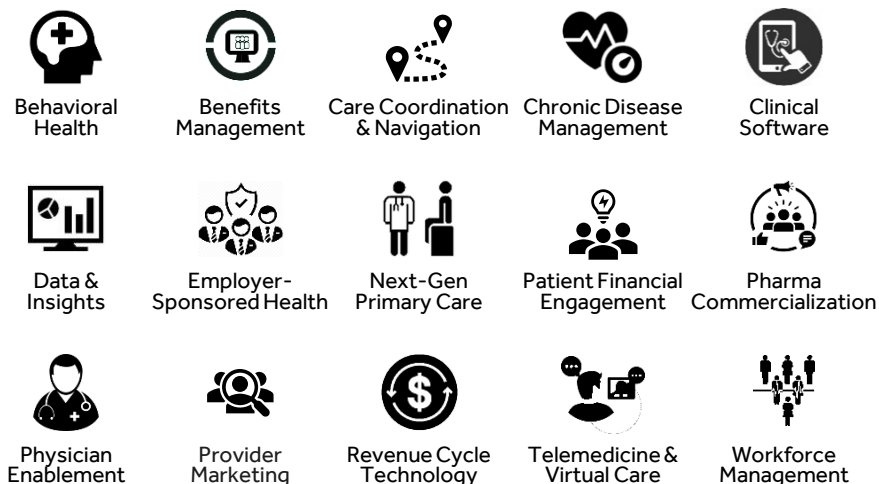 Behavioral
Health
Benefits
Management
Care Coordination
& Navigation
Chronic Disease
Management
Clinical
Software
Data &
Insights
Employer-
Sponsored Health
Next-Gen
Primary Care
Patient Financial
Engagement
Pharma
Commercialization
Physician
Enablement
Provider
Marketing
Revenue Cycle
Technology
Telemedicine &
Virtual Care
Workforce
Management